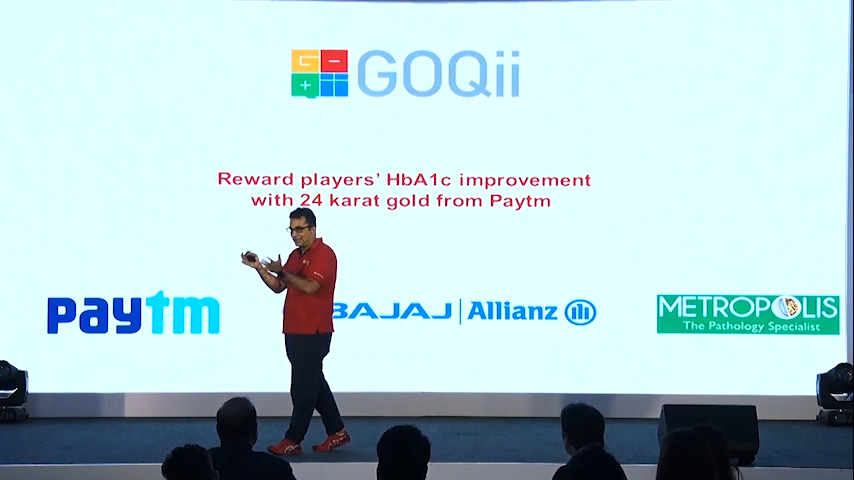 GOQii
Reward players' HbA1c improvement
with 24 karat gold from Paytm
paytm
BAJAJ | Allianz
METROPOLIS
The Pathology Specialist